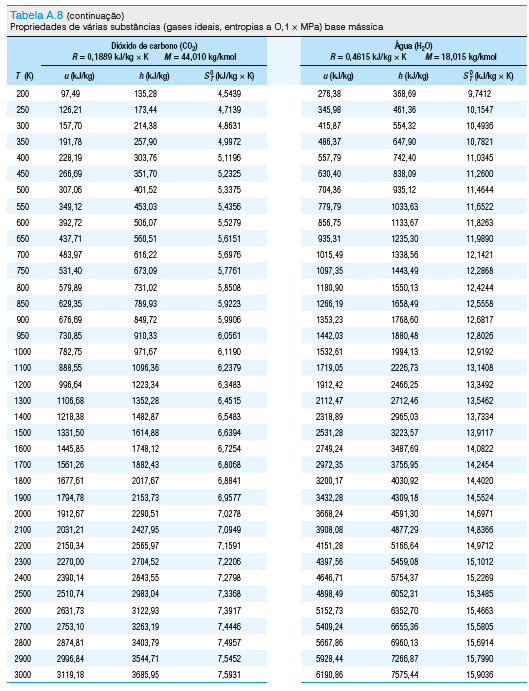 Tabela A.8 (continuação)
Propriedades de várias substâncias (gases ideais, entropias a O,1 × MPa) base mássica
Dióxido de carbono (CO₂) Água (H₂O)
R = 0,1889 kJ/kg × K M = 44,010 kg/kmol R = 0,4615 kJ/kg × K M = 18,015 kg/kmol
T (K) u (kJ/kg) h (kJ/kg) S⁰T (kJ/kg × K) u (kJ/kg) h (kJ/kg) S⁰T (kJ/kg × K)
200 97,49 135,28 4,5439 276,38 368,69 9,7412
250 126,21 173,44 4,7139 345,98 461,36 10,1547
300 157,70 214,38 4,8631 415,87 554,32 10,4936
350 191,78 257,90 4,9972 486,37 647,90 10,7821
400 228,19 303,76 5,1196 557,79 742,40 11,0345
450 266,69 351,70 5,2325 630,40 838,09 11,2600
500 307,06 401,52 5,3375 704,36 935,12 11,4644
550 349,12 453,03 5,4356 779,79 1033,63 11,6522
600 392,72 506,07 5,5279 856,75 1133,67 11,8263
650 437,71 560,51 5,6151 935,31 1235,30 11,9890
700 483,97 616,22 5,6976 1015,49 1338,56 12,1421
750 531,40 673,09 5,7761 1097,35 1443,49 12,2868
800 579,89 731,02 5,8508 1180,90 1550,13 12,4244
850 629,35 789,93 5,9223 1266,19 1658,49 12,5558
900 676,69 849,72 5,9906 1353,23 1768,60 12,6817
950 730,85 910,33 6,0561 1442,03 1880,48 12,8026
1000 782,75 971,67 6,1190 1532,61 1994,13 12,9192
1100 888,55 1096,36 6,2379 1719,05 2226,73 13,1408
1200 996,64 1223,34 6,3483 1912,42 2466,25 13,3492
1300 1106,68 1352,28 6,4515 2112,47 2712,46 13,5462
1400 1218,38 1482,87 6,5483 2318,89 2965,03 13,7334
1500 1331,50 1614,88 6,6394 2531,28 3223,57 13,9117
1600 1445,85 1748,12 6,7254 2749,24 3487,69 14,0822
1700 1561,26 1882,43 6,8068 2972,35 3756,95 14,2454
1800 1677,61 2017,67 6,8841 3200,17 4030,92 14,4020
1900 1794,78 2153,73 6,9577 3432,28 4309,18 14,5524
2000 1912,67 2290,51 7,0278 3668,24 4591,30 14,6971
2100 2031,21 2427,95 7,0949 3908,08 4877,29 14,8366
2200 2150,34 2565,97 7,1591 4151,28 5166,64 14,9712
2300 2270,00 2704,52 7,2206 4397,56 5459,08 15,1012
2400 2390,14 2843,55 7,2798 4646,71 5754,37 15,2269
2500 2510,74 2983,04 7,3368 4898,49 6052,31 15,3485
2600 2631,73 3122,93 7,3917 5152,73 6352,70 15,4663
2700 2753,10 3263,19 7,4446 5409,24 6655,36 15,5805
2800 2874,81 3403,79 7,4957 5667,86 6960,13 15,6914
2900 2996,84 3544,71 7,5452 5928,44 7266,87 15,7990
3000 3119,18 3685,95 7,5931 6190,86 7575,44 15,9036